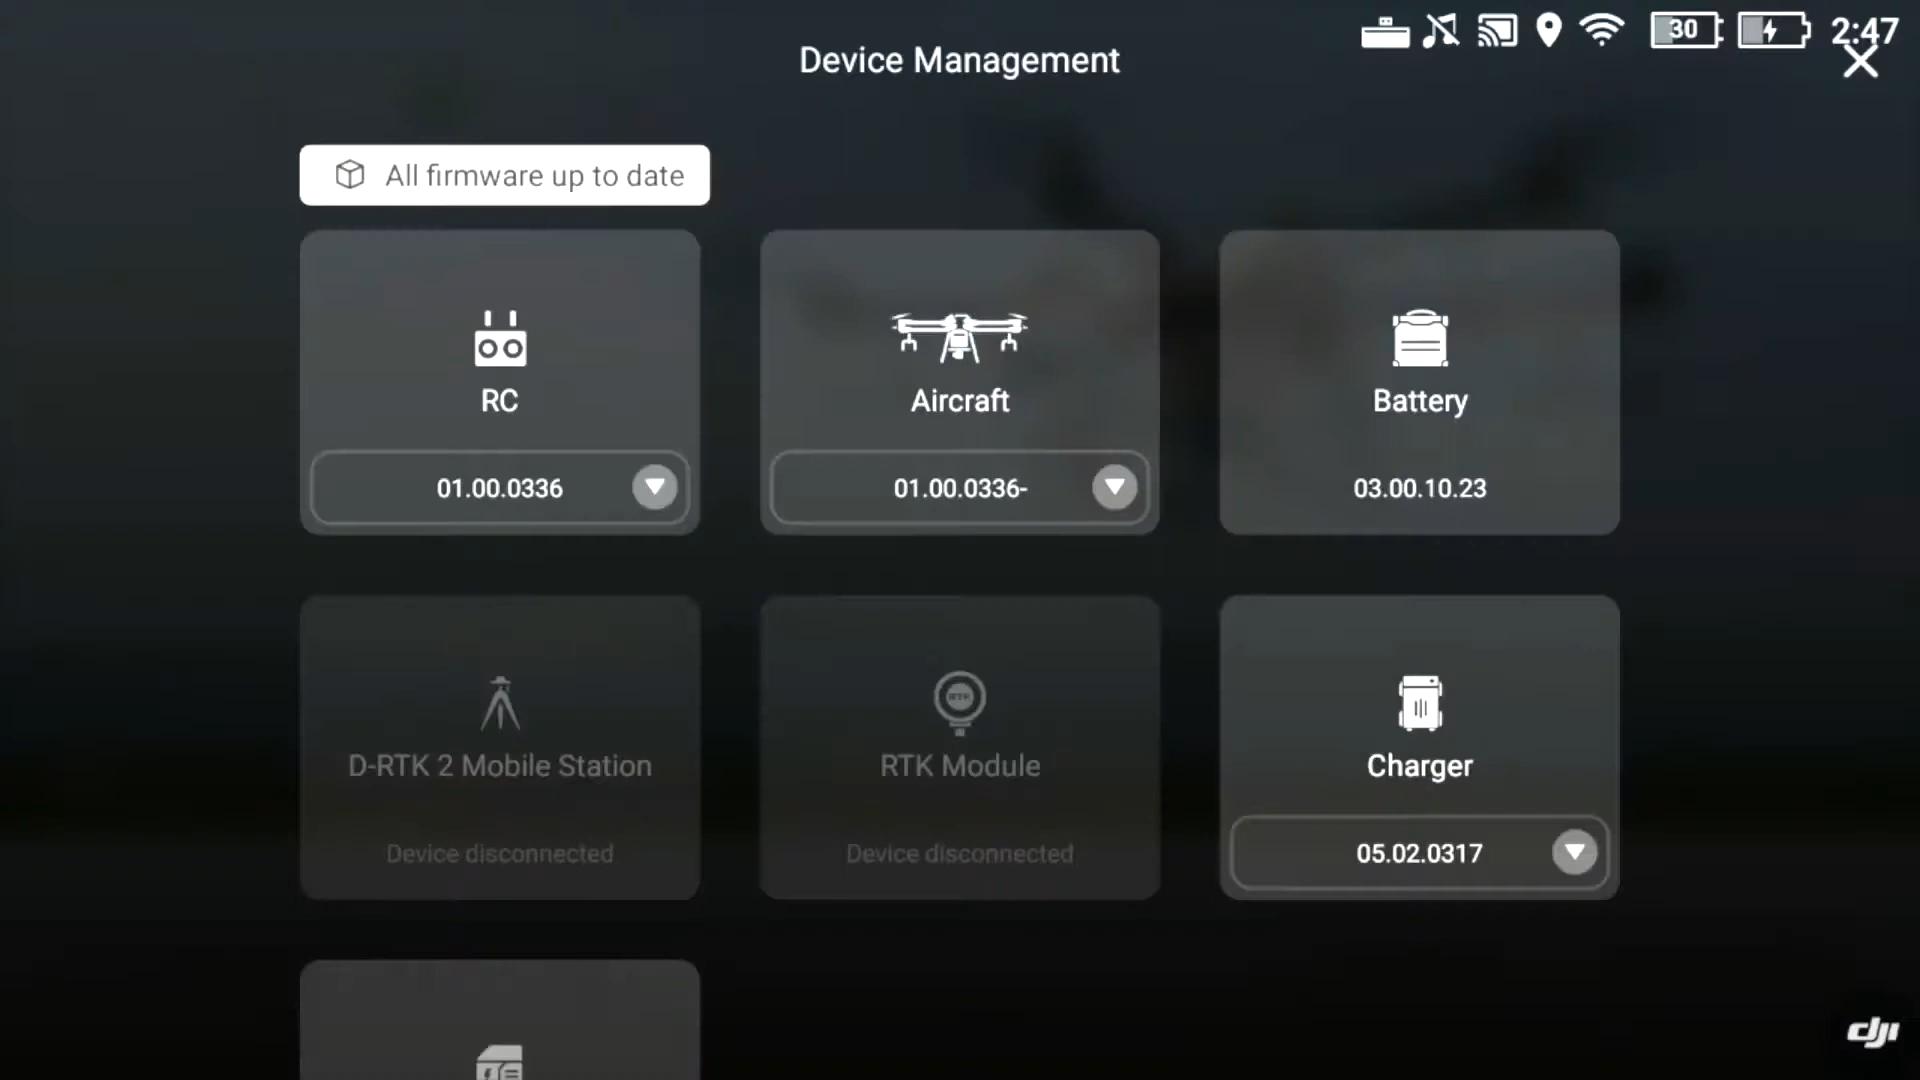 30
2:47
Device Management
All firmware up to date
RC
Aircraft
Battery
01.00.0336
01.00.0336-
03.00.10.23
D-RTK 2 Mobile Station
RTK
RTK Module
Charger
Device disconnected
Device disconnected
05.02.0317
dji